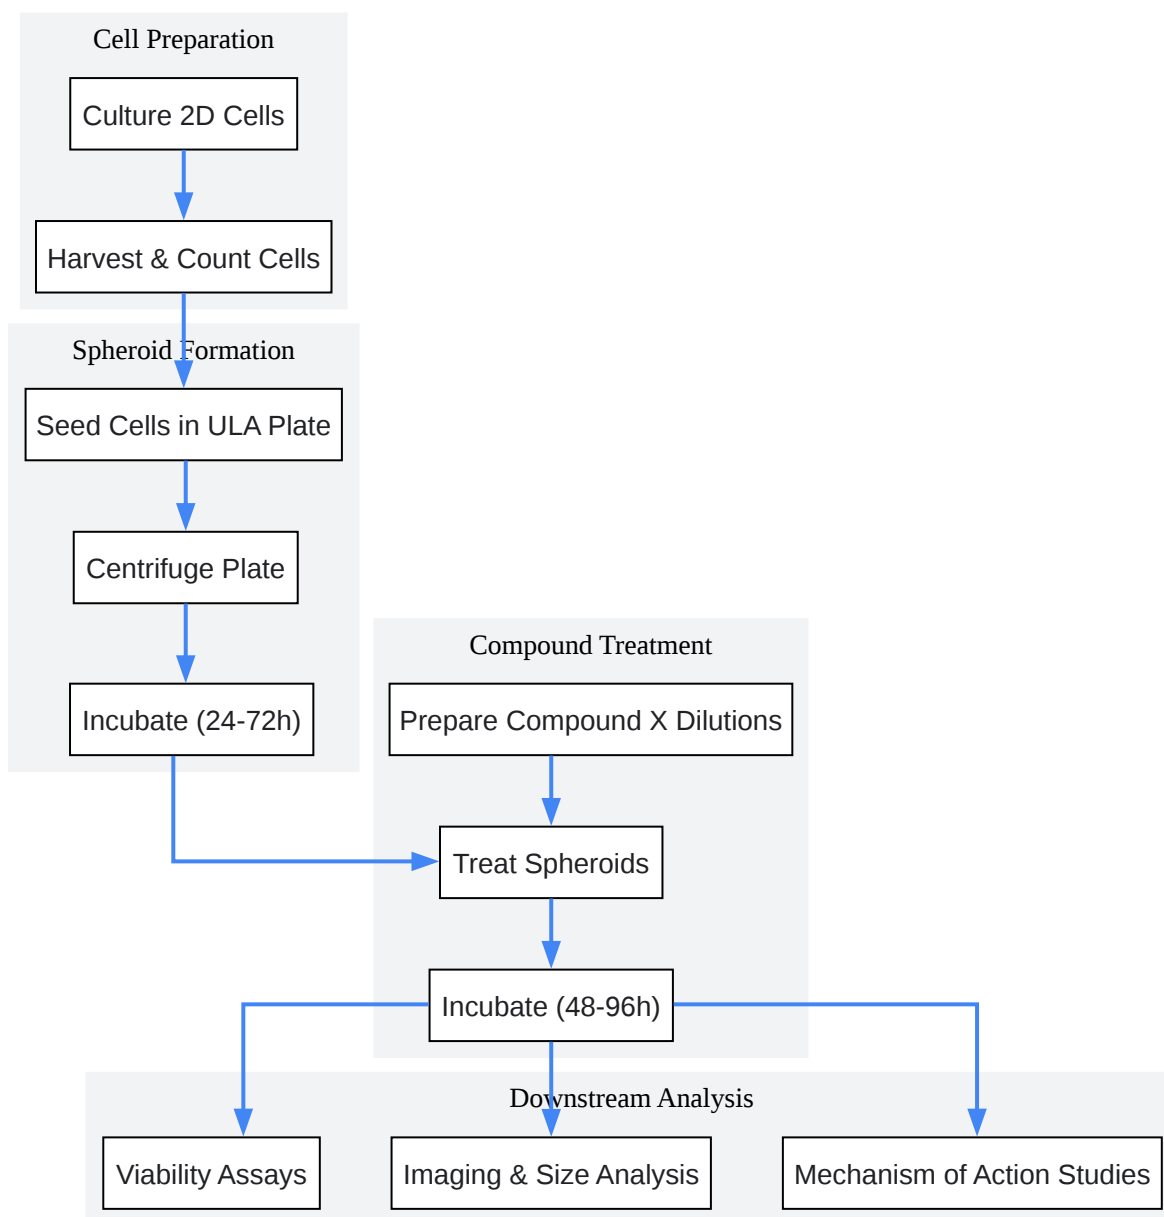 Cell Preparation
Culture 2D Cells
Harvest & Count Cells
Spheroid Formation
Seed Cells in ULA Plate
Centrifuge Plate
Incubate (24-72h)
Compound Treatment
Prepare Compound X Dilutions
Treat Spheroids
Incubate (48-96h)
Downstream Analysis
Viability Assays
Imaging & Size Analysis
Mechanism of Action Studies